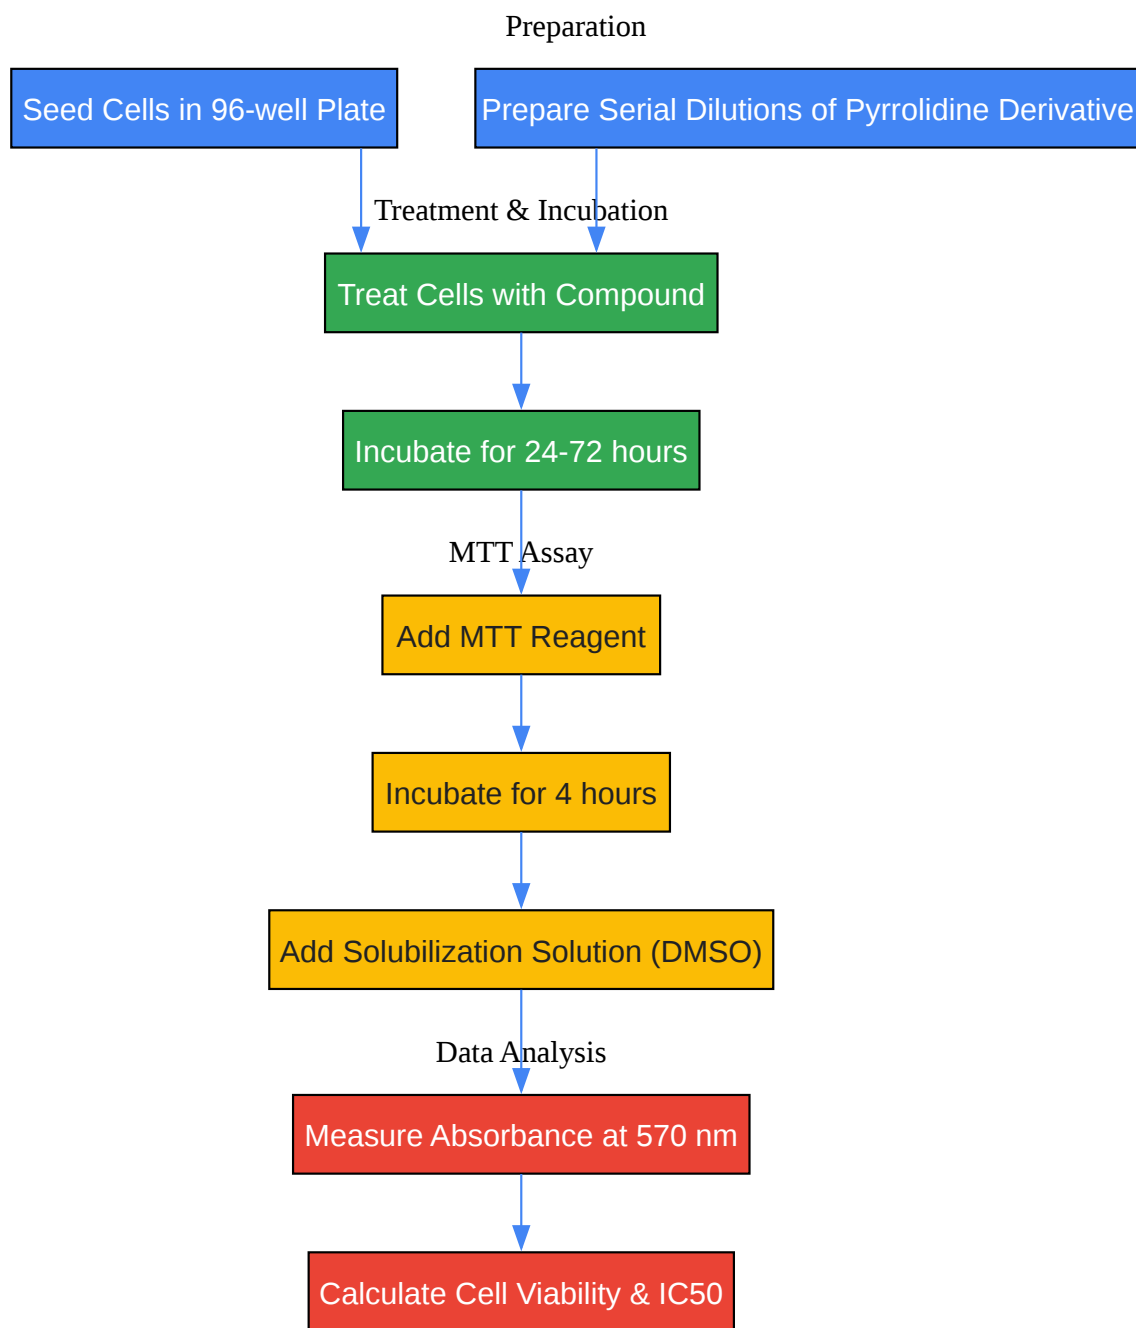 Preparation
Seed Cells in 96-well Plate
Prepare Serial Dilutions of Pyrrolidine Derivative
Treatment & Incubation
Treat Cells with Compound
Incubate for 24-72 hours
MTT Assay
Add MTT Reagent
Incubate for 4 hours
Add Solubilization Solution (DMSO)
Data Analysis
Measure Absorbance at 570 nm
Calculate Cell Viability & IC50